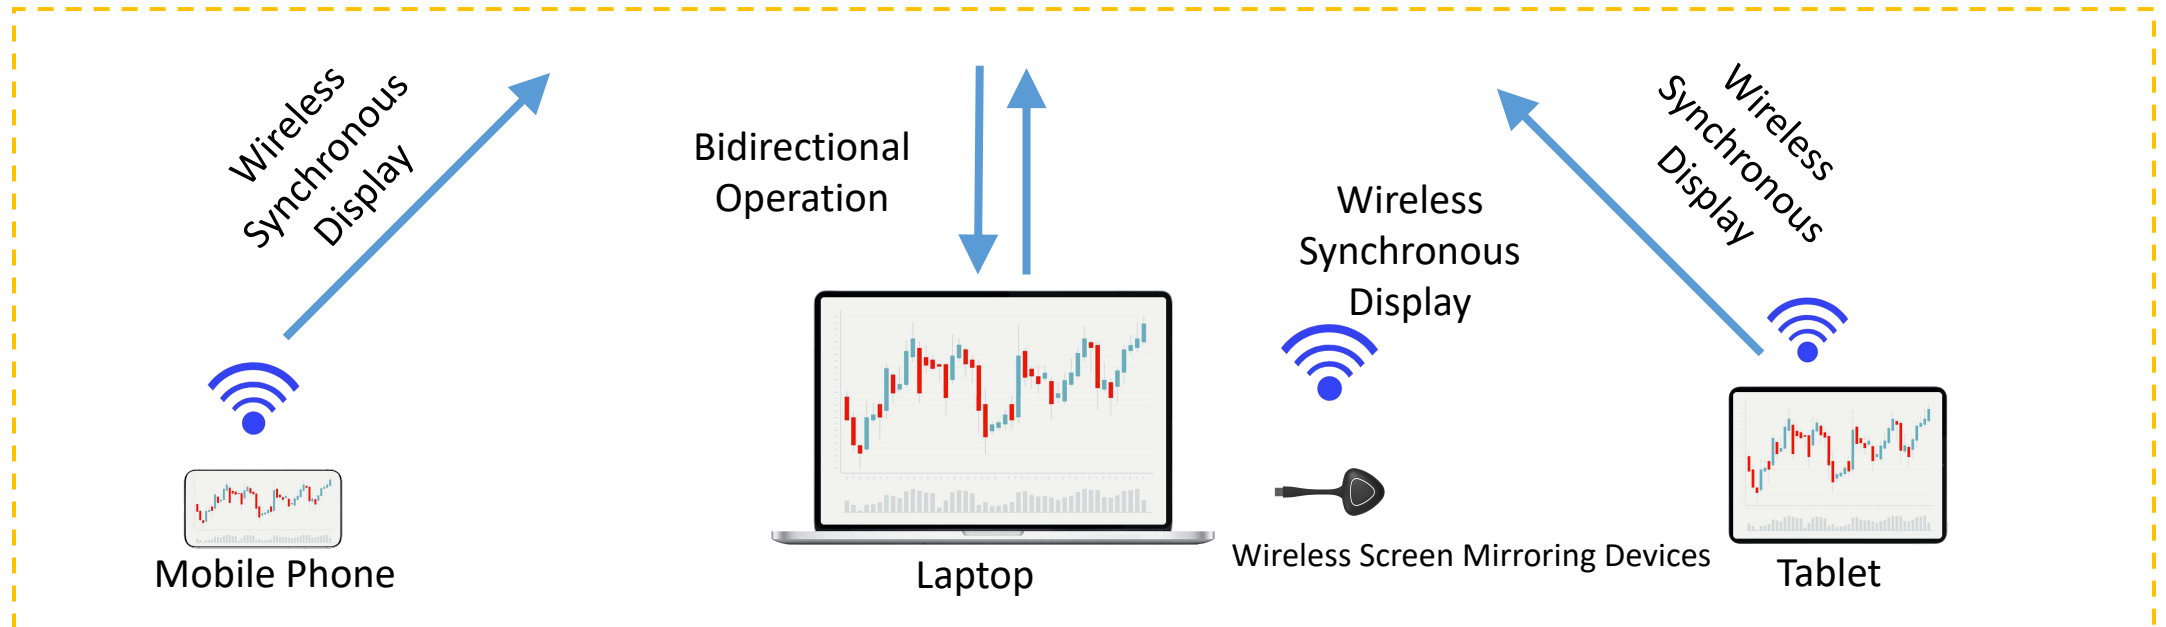 Wireless
Synchronous
Display
Bidirectional
Operation
Wireless
Synchronous
Display
Wireless
Synchronous
Display
Mobile Phone
Laptop
Wireless Screen Mirroring Devices
Tablet